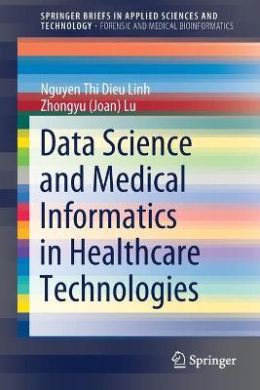 SPRINGER BRIEFS IN APPLIED SCIENCES AND
TECHNOLOGY · FORENSIC AND MEDICAL BIOINFORMATICS
Nguyen Thi Dieu Linh
Zhongyu (Joan) Lu
Data Science
and Medical
Informatics
in Healthcare
Technologies
Springer